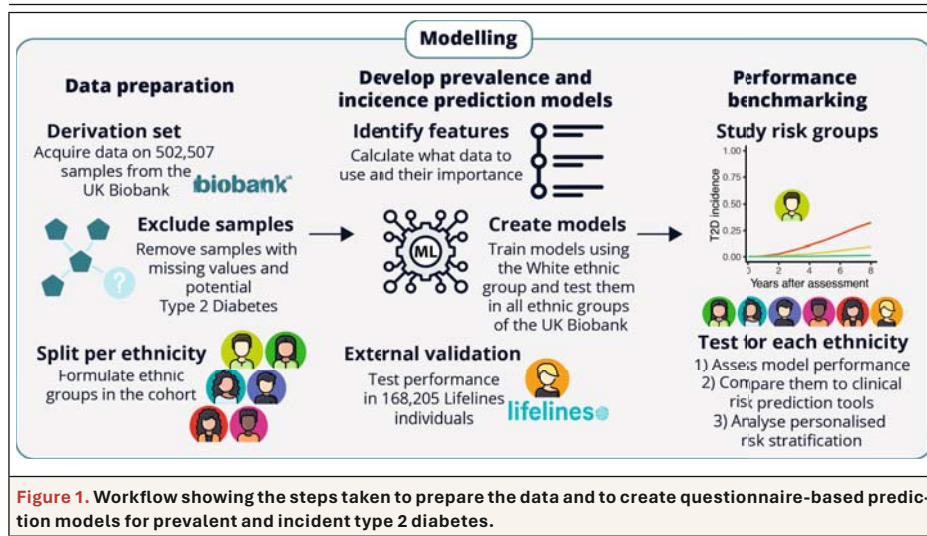 Modelling
Data preparation
Derivation set
Acquire data on 502,507
samples from the
UK Biobank
biobank
Exclude samples
Remove samples with
missing values and
potential
Type 2 Diabetes
?
Split per ethnicity
Formulate ethnic
groups in the cohort
Develop prevalence and
incidence prediction models
Identify features
Calculate what data to
use and their importance
ML
Create models
Train models using
the White ethnic
group and test them
in all ethnic groups
of the UK Biobank
External validation
Test performance
in 168,205 Lifelines
individuals
lifelines
Performance
benchmarking
Study risk groups
T2D incidence
1.00
0.75
0.50
0.25
0.00
0 2 4 6 8
Years after assessment
Test for each ethnicity
1) Assess model performance
2) Compare them to clinical
risk prediction tools
3) Analyse personalised
risk stratification
Figure 1. Workflow showing the steps taken to prepare the data and to create questionnaire-based predic-
tion models for prevalent and incident type 2 diabetes.